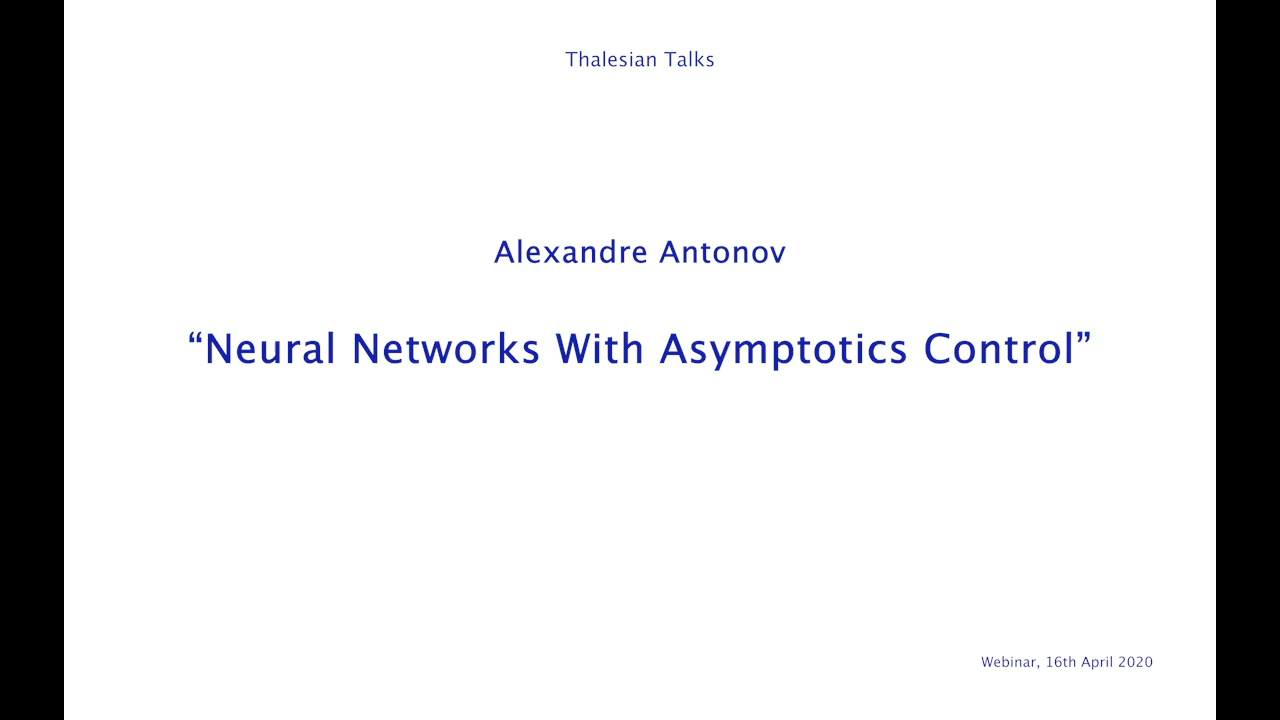 Thalesian Talks
Alexandre Antonov
“Neural Networks With Asymptotics Control”
Webinar, 16th April 2020